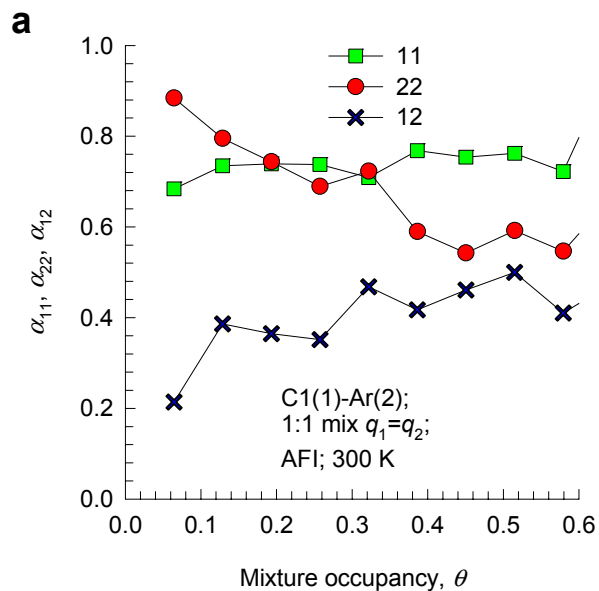 a
1.0
0.8
0.6
0.4
0.2
0.0
0.0 0.1 0.2 0.3 0.4 0.5 0.6
α11, α22, α12
11
22
12
C1(1)-Ar(2);
1:1 mix q1=q2;
AFI; 300 K
Mixture occupancy, θ